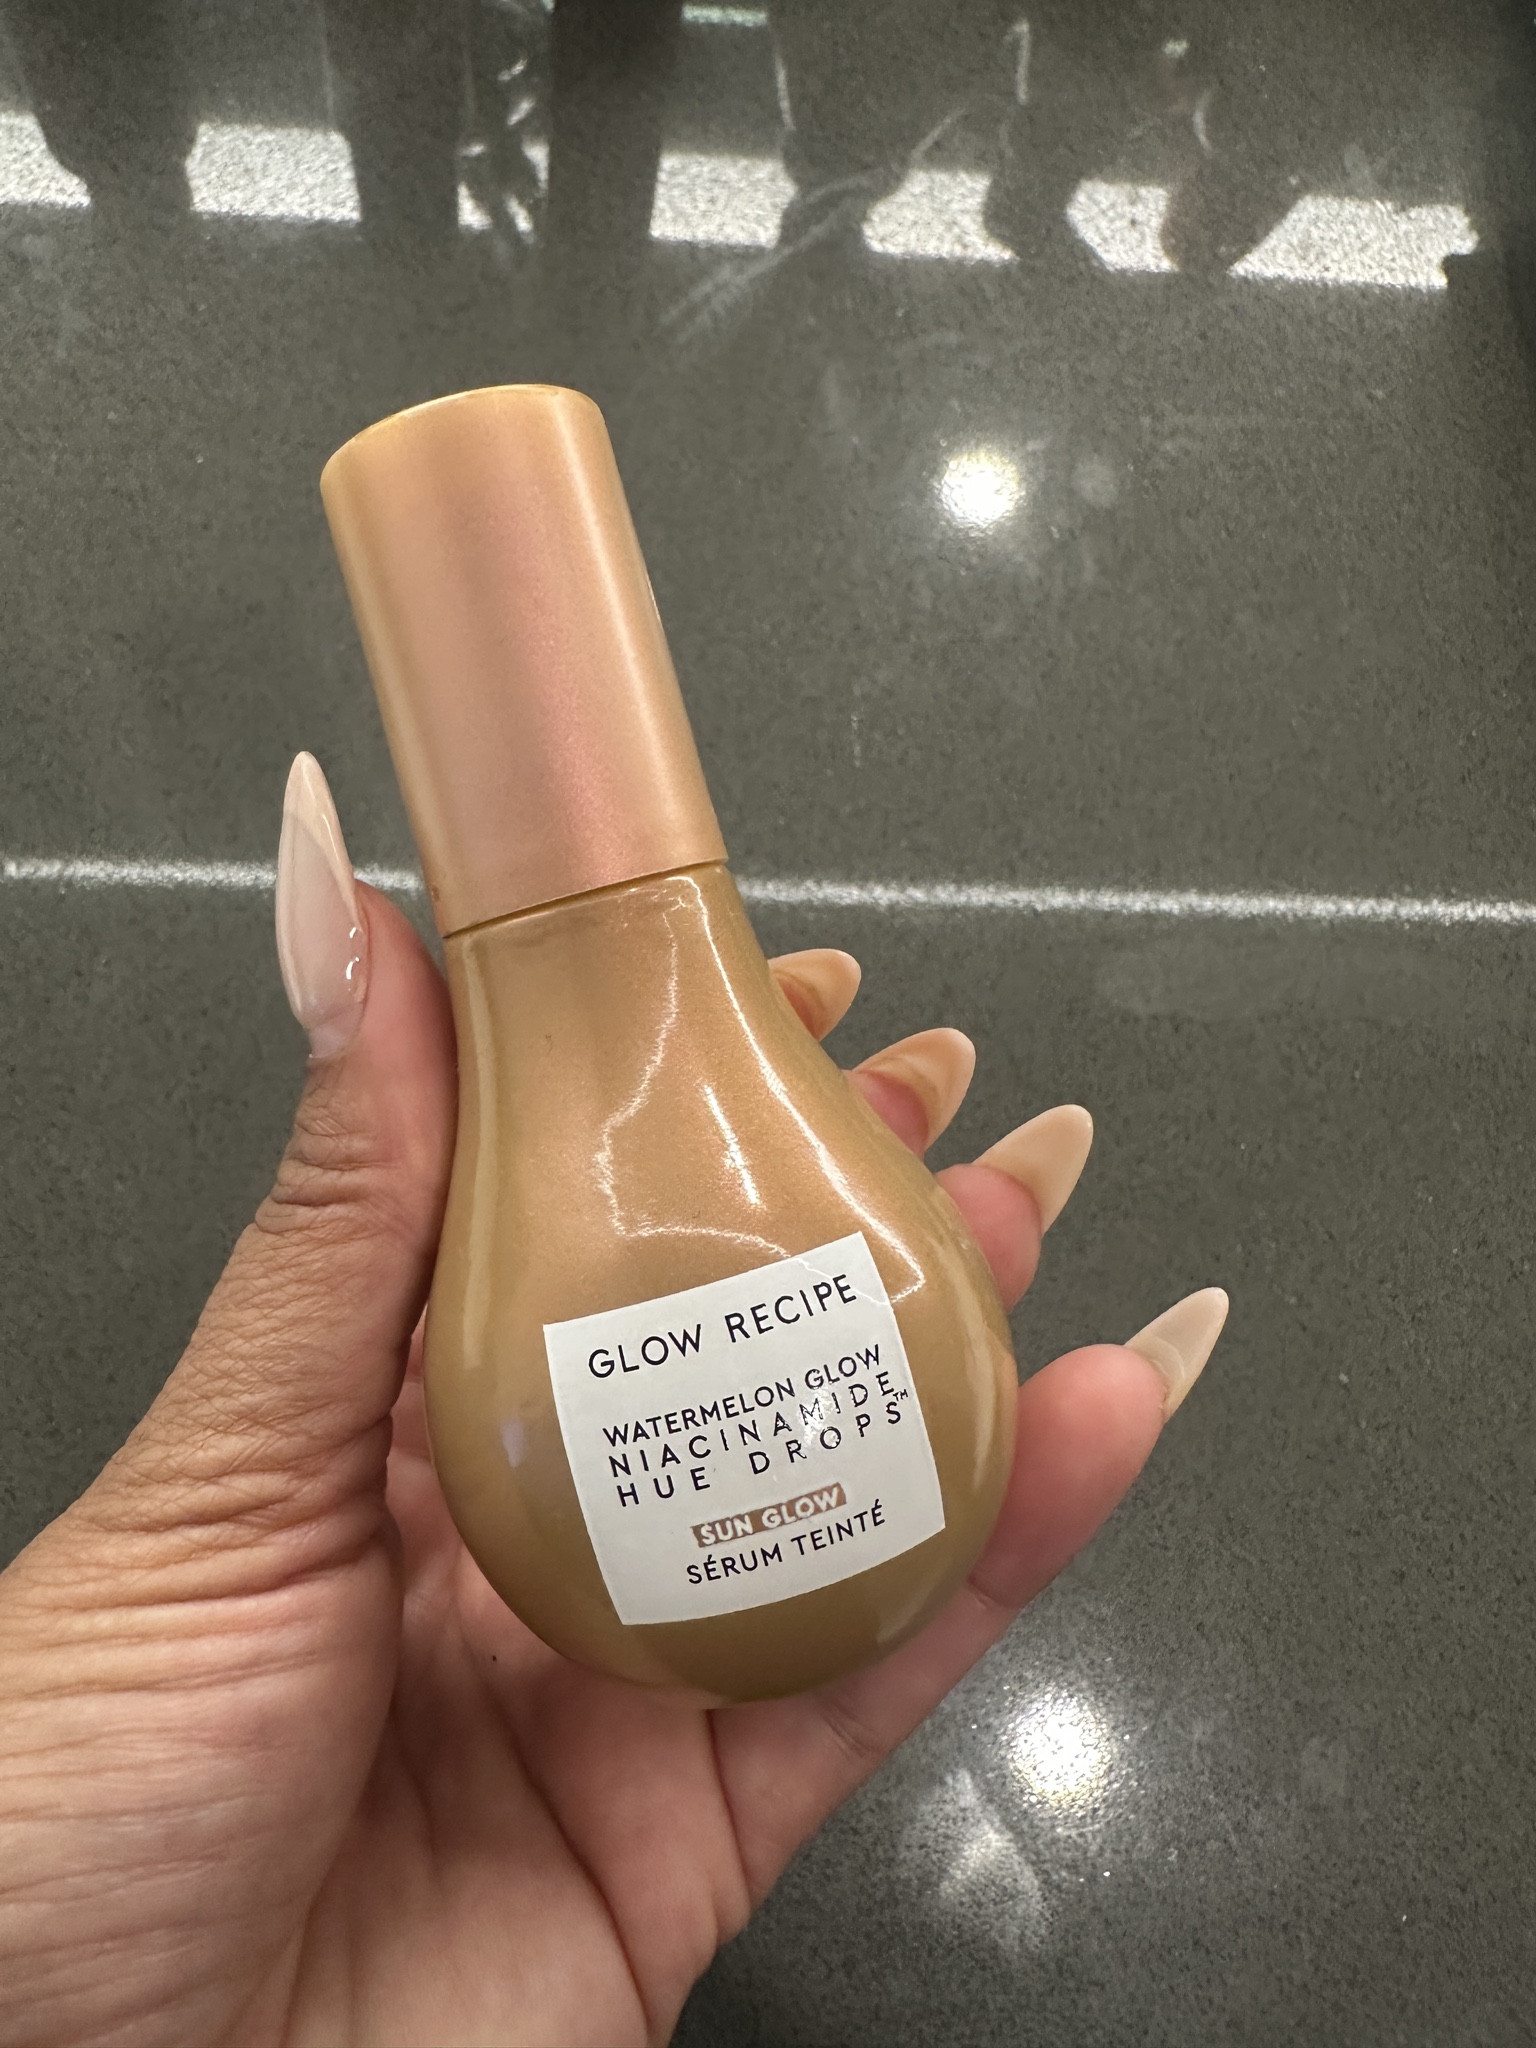 GLOW RECIPE
WATERMELON GLOW
NIACINAMIDE
HUE DROPS™
SUN GLOW
SÉRUM TEINTÉ